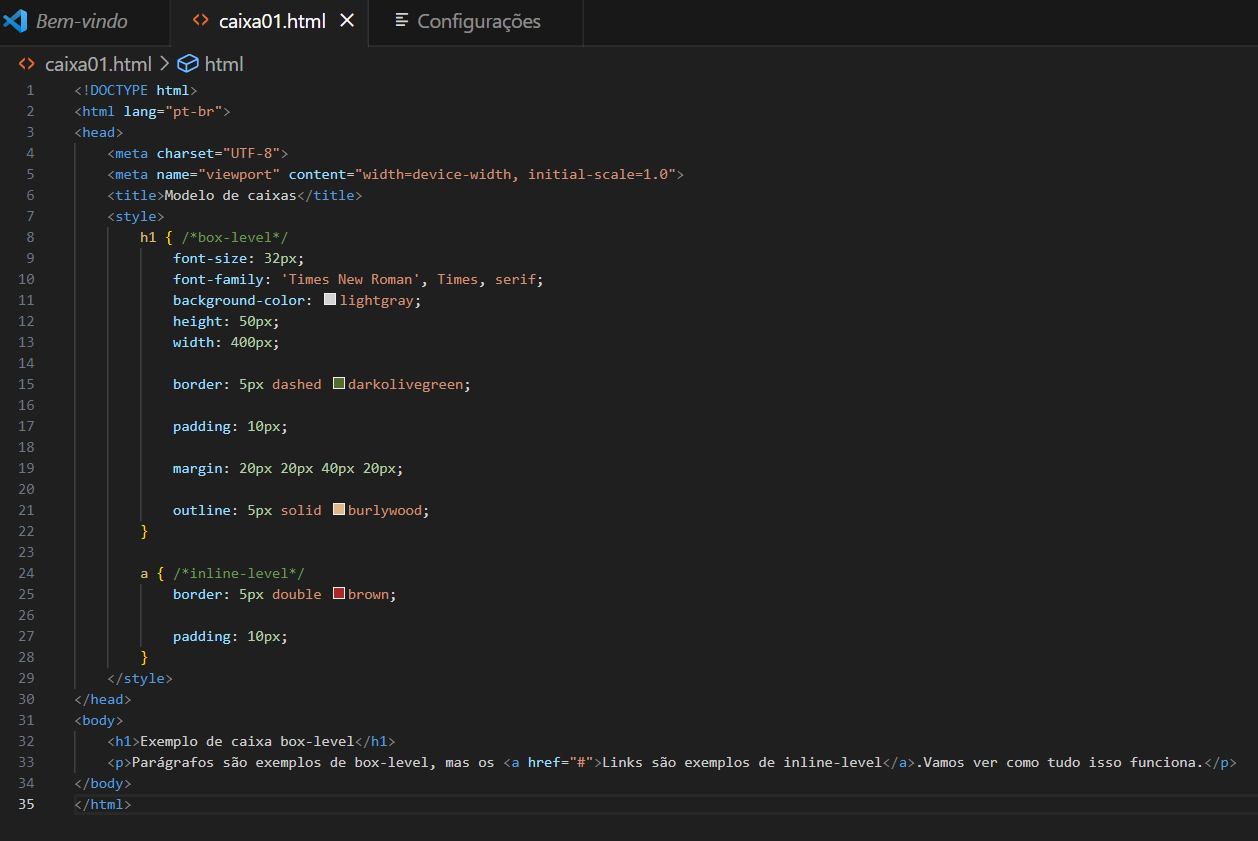 Bem-vindo
<> caixa01.html ×
Configurações
<> caixa01.html > html
1 <!DOCTYPE html>
2 <html lang="pt-br">
3 <head>
4 <meta charset="UTF-8">
5 <meta name="viewport" content="width=device-width, initial-scale=1.0">
6 <title>Modelo de caixas</title>
7 <style>
8 h1 { /*box-level*/
9 font-size: 32px;
10 font-family: 'Times New Roman', Times, serif;
11 background-color: lightgray;
12 height: 50px;
13 width: 400px;
14
15 border: 5px dashed darkolivegreen;
16
17 padding: 10px;
18
19 margin: 20px 20px 40px 20px;
20
21 outline: 5px solid burlywood;
22 }
23
24 a { /*inline-level*/
25 border: 5px double brown;
26
27 padding: 10px;
28 }
29 </style>
30 </head>
31 <body>
32 <h1>Exemplo de caixa box-level</h1>
33 <p>Parágrafos são exemplos de box-level, mas os <a href="#">Links são exemplos de inline-level</a>.Vamos ver como tudo isso funciona.</p>
34 </body>
35 </html>